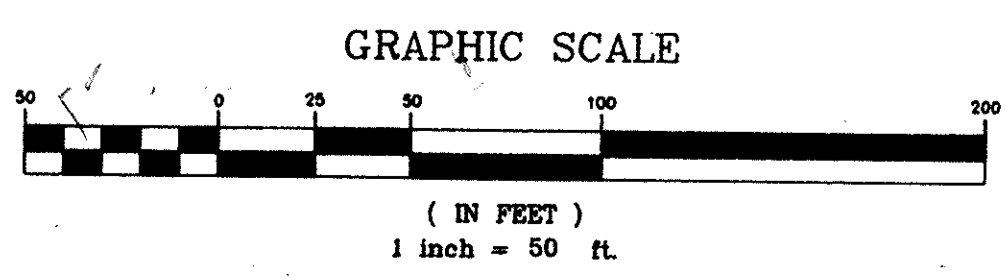 GRAPHIC SCALE
50 0 25 50 100 200
( IN FEET )
1 inch = 50 ft.